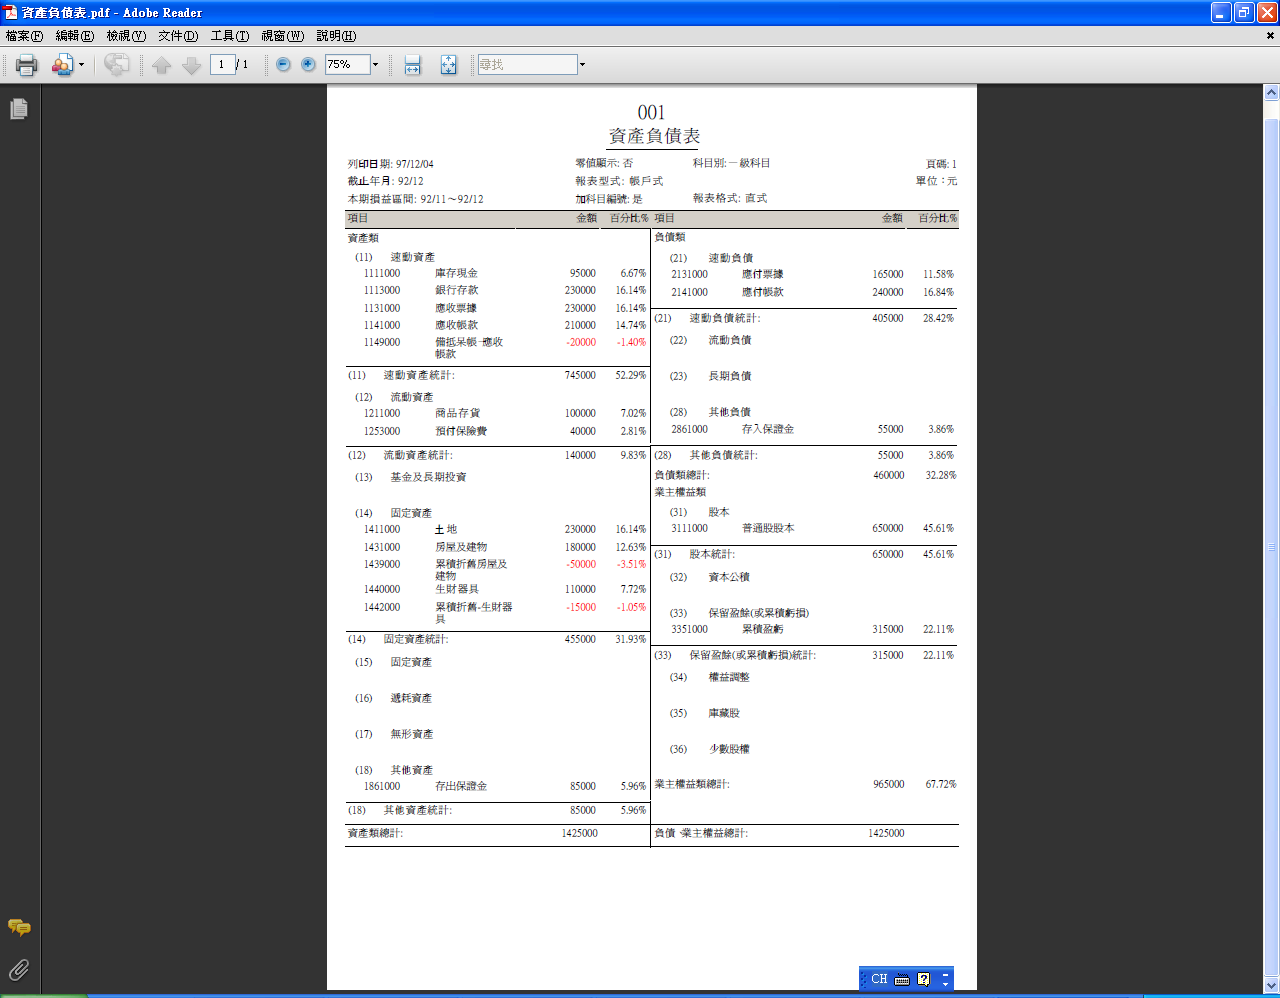 資產負債表.pdf - Adobe Reader
檔案(F) 編輯(E) 檢視(V) 文件(D) 工具(T) 視窗(W) 說明(H)
1 / 1 75% 尋找
001
資產負債表
列印日期: 97/12/04 零值顯示: 否 科目別:一級科目 頁碼: 1
截止年月: 92/12 報表型式: 帳戶式 單位：元
本期損益區間: 92/11～92/12 加科目編號: 是 報表格式: 直式
項目 金額 百分比% 項目 金額 百分比%
資產類
(11) 速動資產
1111000 庫存現金 95000 6.67%
1113000 銀行存款 230000 16.14%
1131000 應收票據 230000 16.14%
1141000 應收帳款 210000 14.74%
1149000 備抵呆帳-應收 -20000 -1.40%
帳款
(11) 速動資產統計: 745000 52.29%
(12) 流動資產
1211000 商品存貨 100000 7.02%
1253000 預付保險費 40000 2.81%
(12) 流動資產統計: 140000 9.83%
(13) 基金及長期投資
(14) 固定資產
1411000 土地 230000 16.14%
1431000 房屋及建物 180000 12.63%
1439000 累積折舊房屋及 -50000 -3.51%
建物
1440000 生財器具 110000 7.72%
1442000 累積折舊-生財器 -15000 -1.05%
具
(14) 固定資產統計: 455000 31.93%
(15) 固定資產
(16) 遞耗資產
(17) 無形資產
(18) 其他資產
1861000 存出保證金 85000 5.96%
(18) 其他資產統計: 85000 5.96%
資產類總計: 1425000
負債類
(21) 速動負債
2131000 應付票據 165000 11.58%
2141000 應付帳款 240000 16.84%
(21) 速動負債統計: 405000 28.42%
(22) 流動負債
(23) 長期負債
(28) 其他負債
2861000 存入保證金 55000 3.86%
(28) 其他負債統計: 55000 3.86%
負債類總計: 460000 32.28%
業主權益類
(31) 股本
3111000 普通股股本 650000 45.61%
(31) 股本統計: 650000 45.61%
(32) 資本公積
(33) 保留盈餘(或累積虧損)
3351000 累積盈虧 315000 22.11%
(33) 保留盈餘(或累積虧損)統計: 315000 22.11%
(34) 權益調整
(35) 庫藏股
(36) 少數股權
業主權益類總計: 965000 67.72%
負債 業主權益總計: 1425000
CH